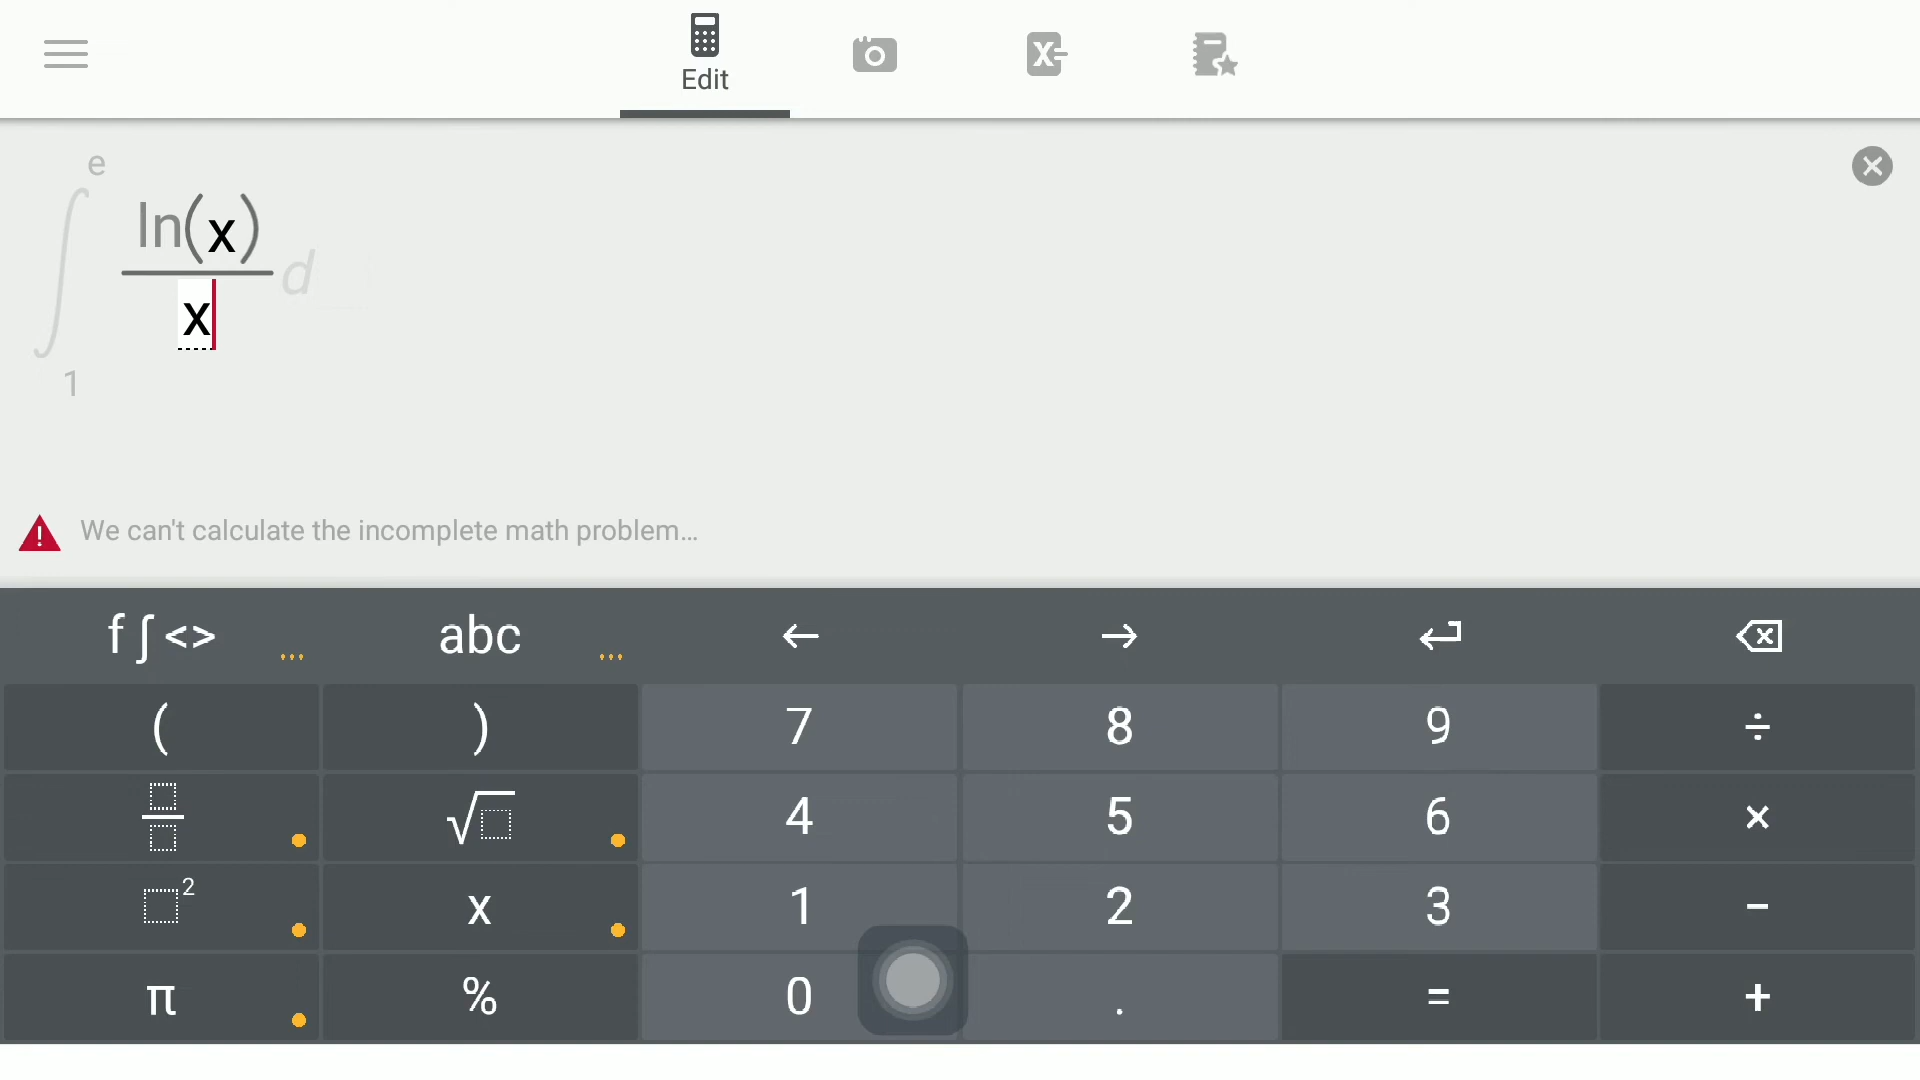 Edit
e
∫ ln(x)/x d
1
We can't calculate the incomplete math problem...
f ∫ <> ... abc ... ← → ↵ ⌫
( ) 7 8 9 ÷
□/□ √□ 4 5 6 ×
□² x 1 2 3 −
π % 0 . = +